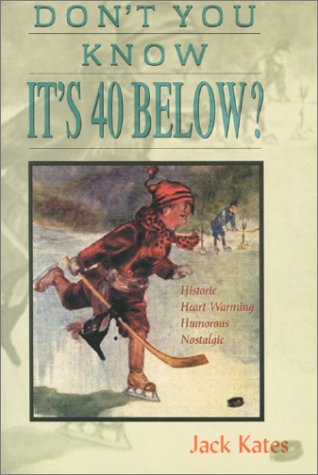 DON'T YOU
KNOW
IT'S 40 BELOW?
Historic
Heart Warming
Humorous
Nostalgic
Jack Kates